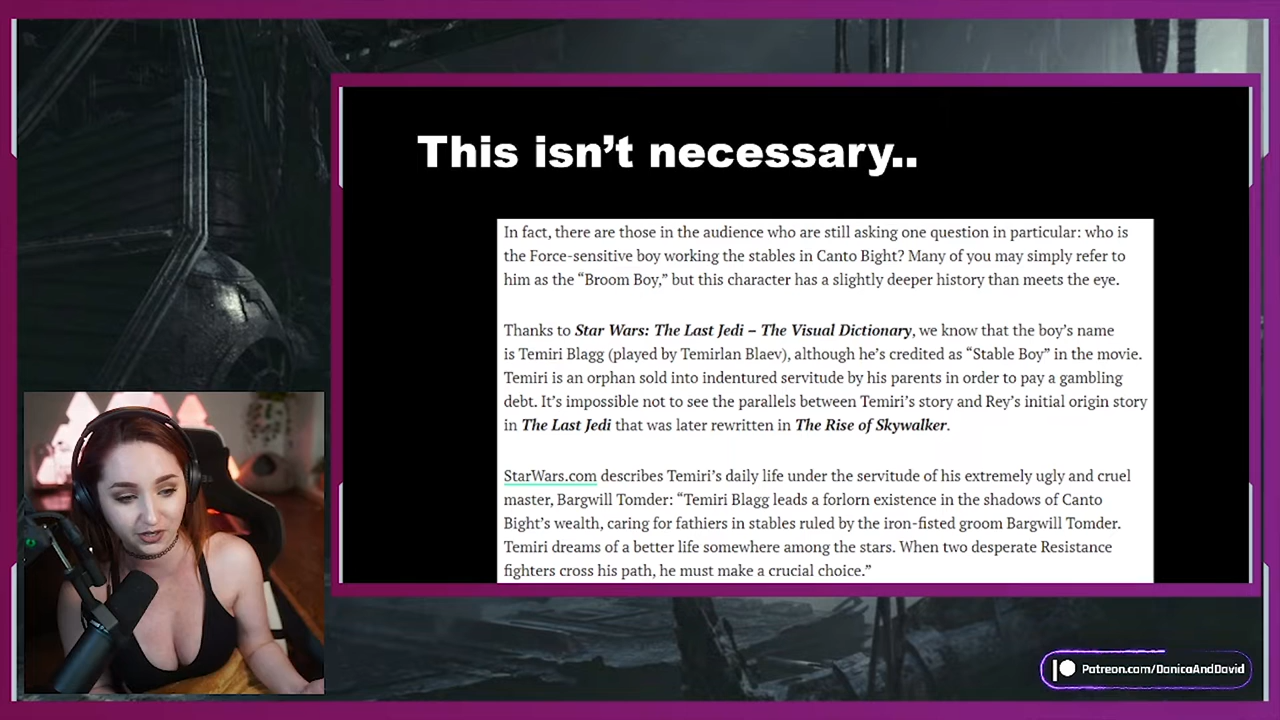 This isn’t necessary..
In fact, there are those in the audience who are still asking one question in particular: who is
the Force-sensitive boy working the stables in Canto Bight? Many of you may simply refer to
him as the “Broom Boy,” but this character has a slightly deeper history than meets the eye.
Thanks to Star Wars: The Last Jedi – The Visual Dictionary, we know that the boy’s name
is Temiri Blagg (played by Temirlan Blaev), although he’s credited as “Stable Boy” in the movie.
Temiri is an orphan sold into indentured servitude by his parents in order to pay a gambling
debt. It’s impossible not to see the parallels between Temiri’s story and Rey’s initial origin story
in The Last Jedi that was later rewritten in The Rise of Skywalker.
StarWars.com describes Temiri’s daily life under the servitude of his extremely ugly and cruel
master, Bargwill Tomder: “Temiri Blagg leads a forlorn existence in the shadows of Canto
Bight’s wealth, caring for fathiers in stables ruled by the iron-fisted groom Bargwill Tomder.
Temiri dreams of a better life somewhere among the stars. When two desperate Resistance
fighters cross his path, he must make a crucial choice.”
Patreon.com/DanicaAndDavid